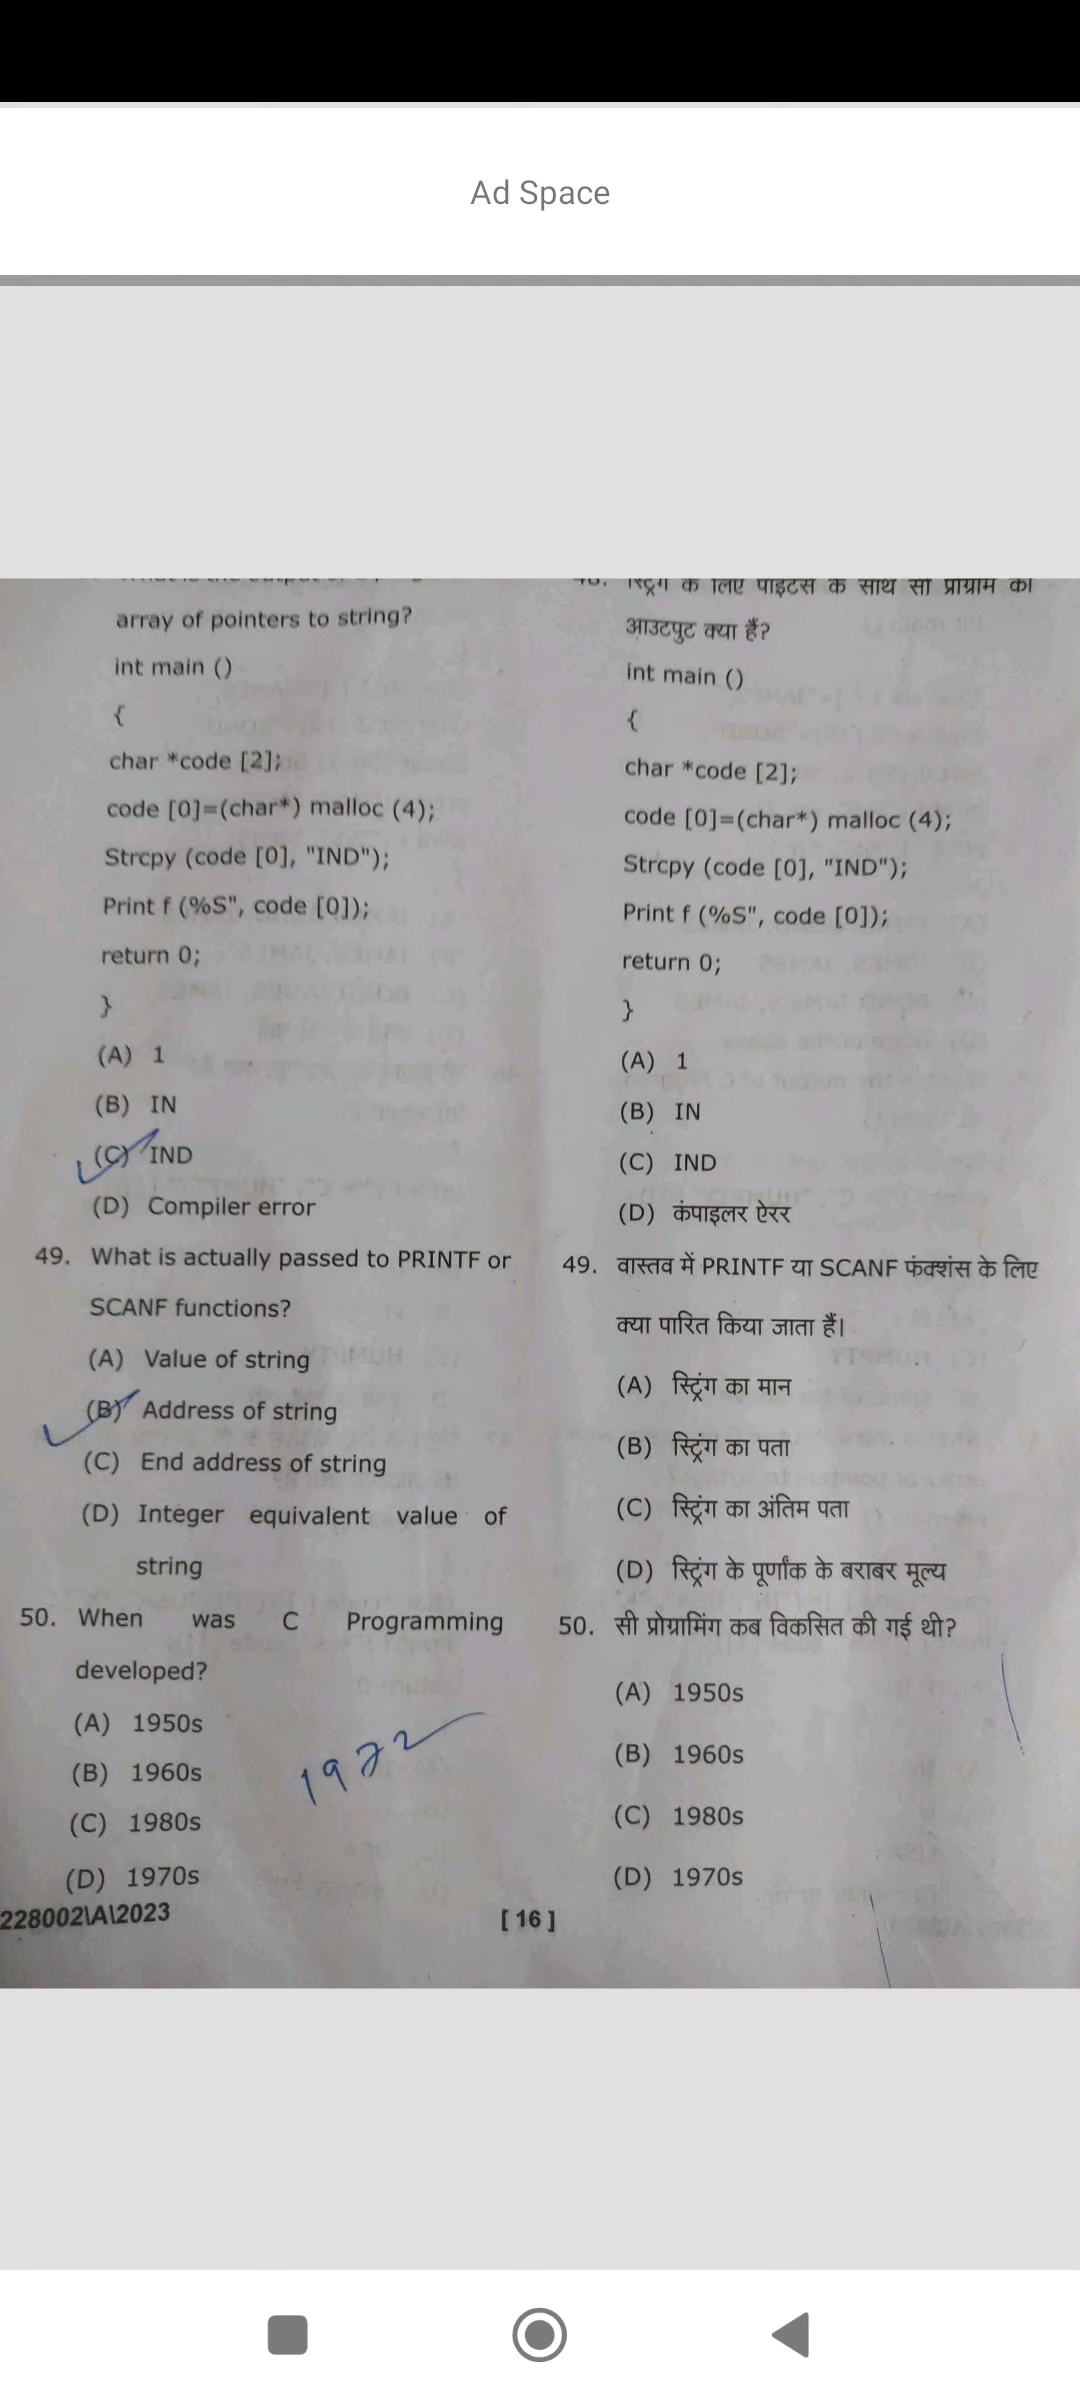 Ad Space
array of pointers to string?
int main ()
{
char *code [2];
code [0]=(char*) malloc (4);
Strcpy (code [0], "IND");
Print f (%S", code [0]);
return 0;
}
(A) 1
(B) IN
(C) IND
(D) Compiler error
49. What is actually passed to PRINTF or
SCANF functions?
(A) Value of string
(B) Address of string
(C) End address of string
(D) Integer equivalent value of
string
50. When was C Programming
developed?
(A) 1950s
(B) 1960s
(C) 1980s
(D) 1970s
1972
228002\A\2023
[ 16 ]
स्ट्रिंग के लिए पाइंटर्स के साथ सी प्रोग्राम का
आउटपुट क्या हैं?
int main ()
{
char *code [2];
code [0]=(char*) malloc (4);
Strcpy (code [0], "IND");
Print f (%S", code [0]);
return 0;
}
(A) 1
(B) IN
(C) IND
(D) कंपाइलर ऐरर
49. वास्तव में PRINTF या SCANF फंक्शंस के लिए
क्या पारित किया जाता हैं।
(A) स्ट्रिंग का मान
(B) स्ट्रिंग का पता
(C) स्ट्रिंग का अंतिम पता
(D) स्ट्रिंग के पूर्णांक के बराबर मूल्य
50. सी प्रोग्रामिंग कब विकसित की गई थी?
(A) 1950s
(B) 1960s
(C) 1980s
(D) 1970s